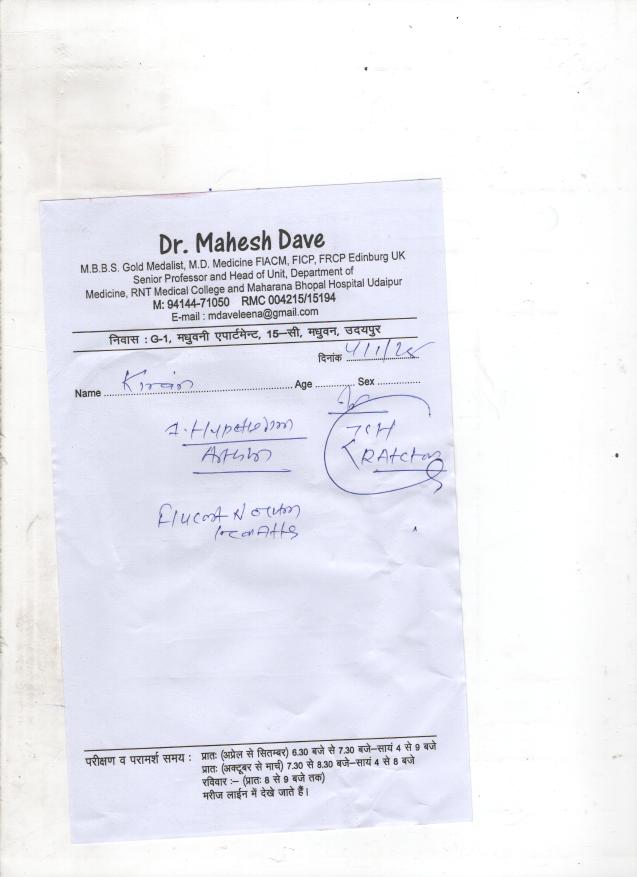 Dr. Mahesh Dave
M.B.B.S. Gold Medalist, M.D. Medicine FIACM, FICP, FRCP Edinburg UK
Senior Professor and Head of Unit, Department of
Medicine, RNT Medical College and Maharana Bhopal Hospital Udaipur
M: 94144-71050 RMC 004215/15194
E-mail : mdaveleena@gmail.com
निवास : G-1, मधुवनी एपार्टमेन्ट, 15–सी, मधुवन, उदयपुर
दिनांक
Name Kiran Age Sex
परीक्षण व परामर्श समय : प्रातः (अप्रेल से सितम्बर) 6.30 बजे से 7.30 बजे–सायं 4 से 9 बजे
प्रातः (अक्टूबर से मार्च) 7.30 से 8.30 बजे–सायं 4 से 8 बजे
रविवार :– (प्रातः 8 से 9 बजे तक)
मरीज लाईन में देखे जाते हैं।